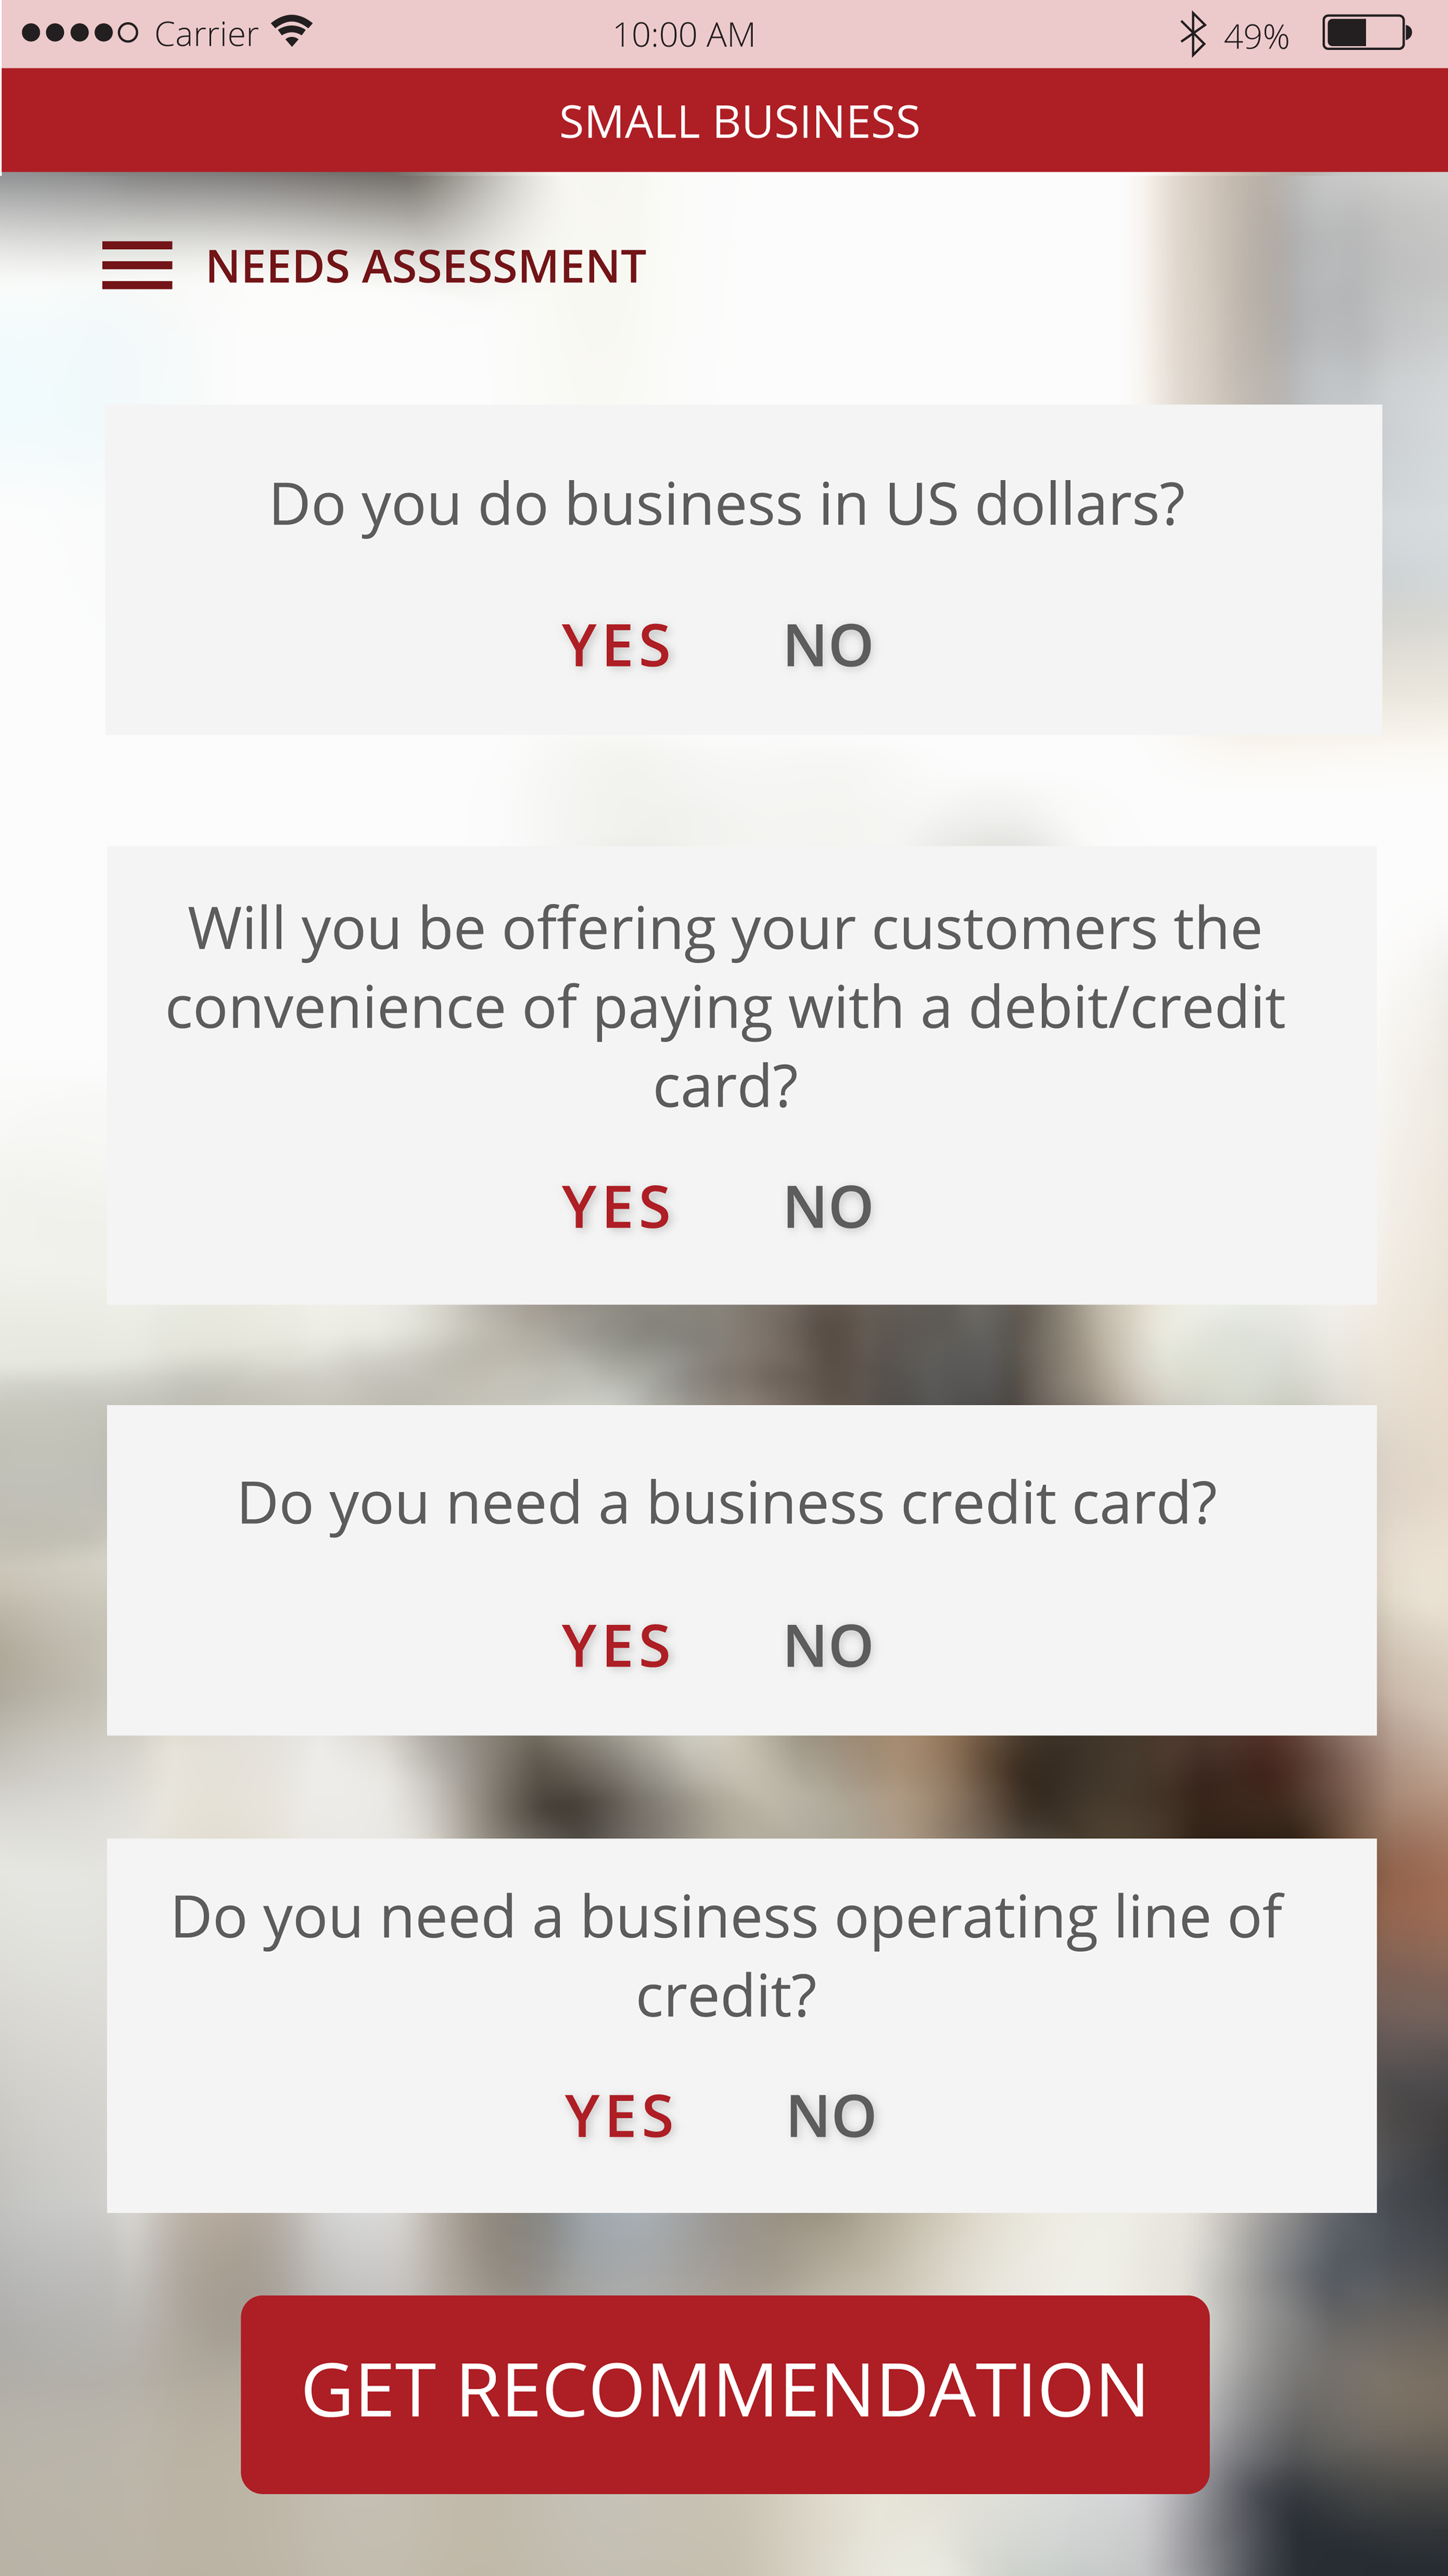 Carrier 10:00 AM 49%
SMALL BUSINESS
NEEDS ASSESSMENT
Do you do business in US dollars?
YES NO
Will you be offering your customers the
convenience of paying with a debit/credit
card?
YES NO
Do you need a business credit card?
YES NO
Do you need a business operating line of
credit?
YES NO
GET RECOMMENDATION